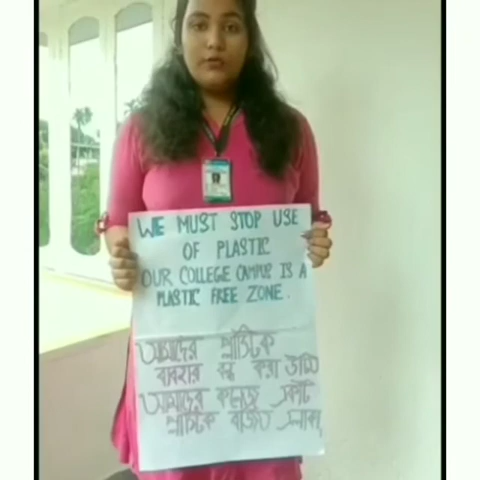 WE MUST STOP USE
OF PLASTIC
OUR COLLEGE CAMPUS IS A
PLASTIC FREE ZONE.
আমাদের প্লাস্টিক
ব্যবহার বন্ধ করা উচিত
আমাদের কলেজ একটি
প্লাস্টিক বর্জিত এলাকা